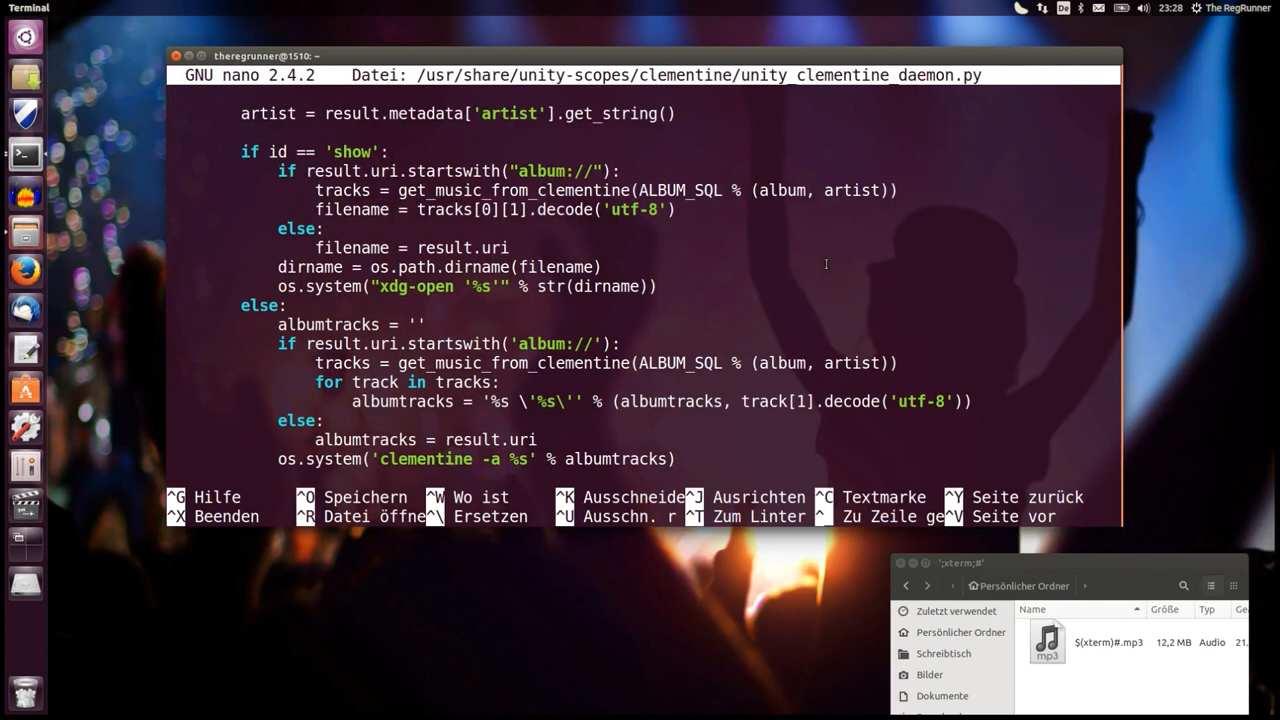 Terminal
De
23:28
The RegRunner
theregrunner@1510: ~
GNU nano 2.4.2 Datei: /usr/share/unity-scopes/clementine/unity_clementine_daemon.py
artist = result.metadata['artist'].get_string()
if id == 'show':
if result.uri.startswith("album://"):
tracks = get_music_from_clementine(ALBUM_SQL % (album, artist))
filename = tracks[0][1].decode('utf-8')
else:
filename = result.uri
dirname = os.path.dirname(filename)
os.system("xdg-open '%s'" % str(dirname))
else:
albumtracks = ''
if result.uri.startswith('album://'):
tracks = get_music_from_clementine(ALBUM_SQL % (album, artist))
for track in tracks:
albumtracks = '%s \'%s\'' % (albumtracks, track[1].decode('utf-8'))
else:
albumtracks = result.uri
os.system('clementine -a %s' % albumtracks)
^G Hilfe ^O Speichern ^W Wo ist ^K Ausschneide^J Ausrichten ^C Textmarke ^Y Seite zurück
^X Beenden ^R Datei öffne^\ Ersetzen ^U Ausschn. r ^T Zum Linter ^_ Zu Zeile ge^V Seite vor
';xterm;#'
Persönlicher Ordner
Zuletzt verwendet
Persönlicher Ordner
Schreibtisch
Bilder
Dokumente
Name Größe Typ Ge
mp3
$(xterm)#.mp3 12,2 MB Audio 21.